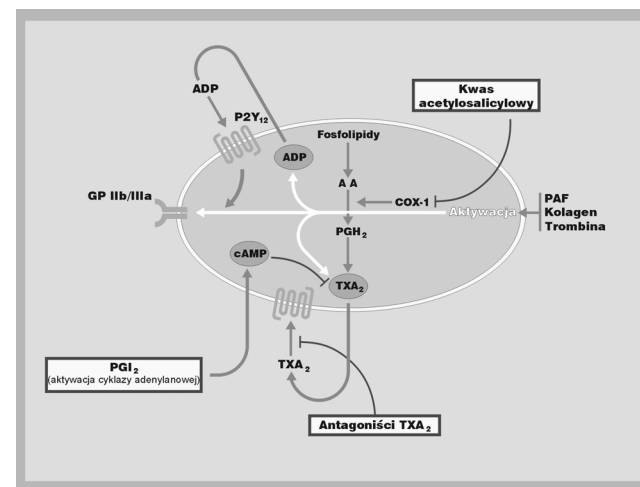 ADP
P2Y12
Kwas
acetylosalicylowy
Fosfolipidy
ADP
A A
GP IIb/IIIa
COX-1
Aktywacja
PAF
Kolagen
Trombina
PGH2
cAMP
TXA2
PGI2
(aktywacja cyklazy adenylanowej)
TXA2
Antagoniści TXA2